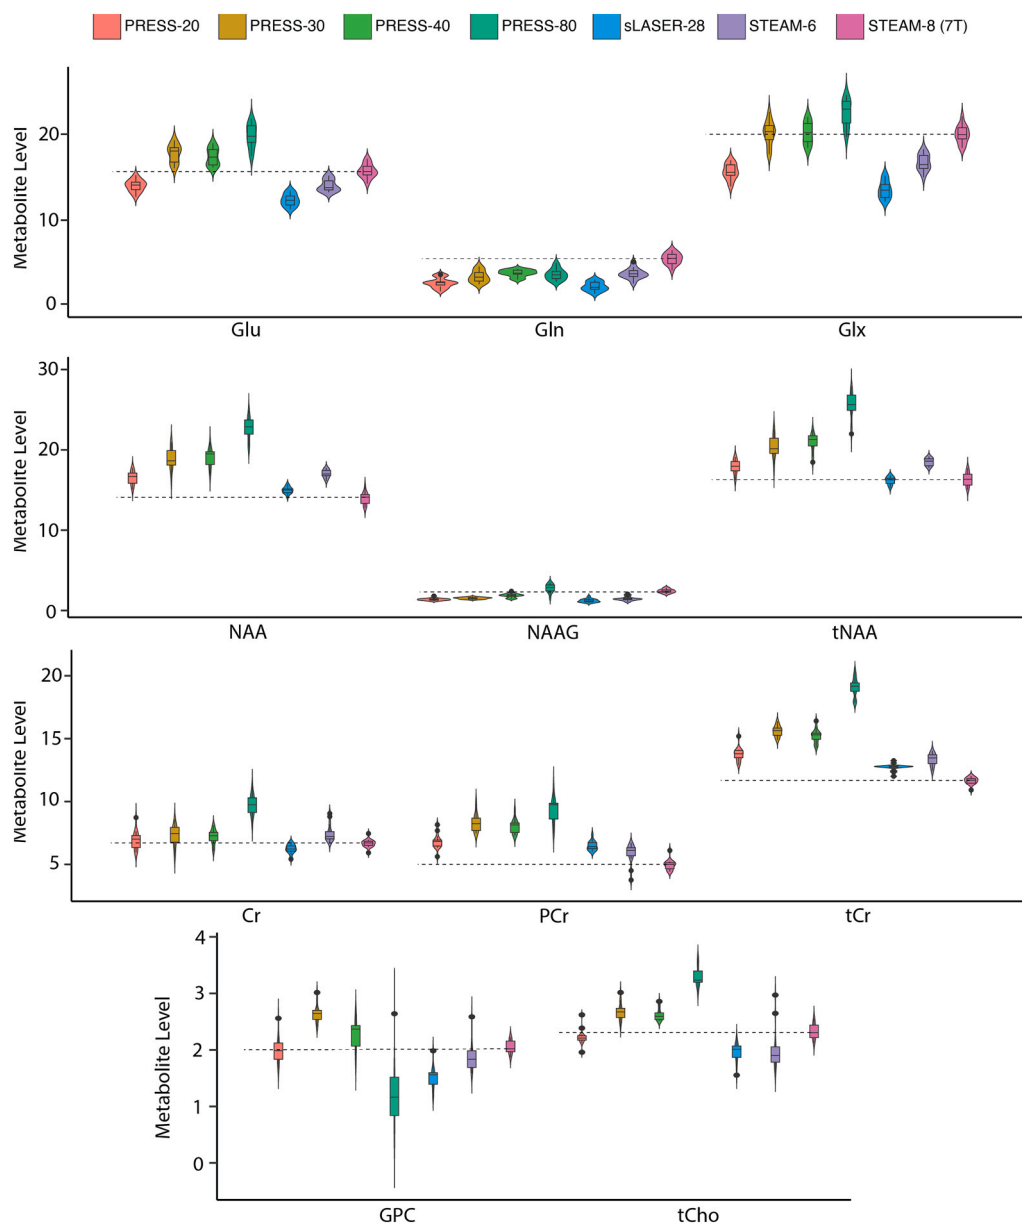 PRESS-20 PRESS-30 PRESS-40 PRESS-80 sLASER-28 STEAM-6 STEAM-8 (7T)
Metabolite Level
20
10
0
Glu Gln Glx
Metabolite Level
30
20
10
0
NAA NAAG tNAA
Metabolite Level
20
15
10
5
Cr PCr tCr
Metabolite Level
4
3
2
1
0
GPC tCho